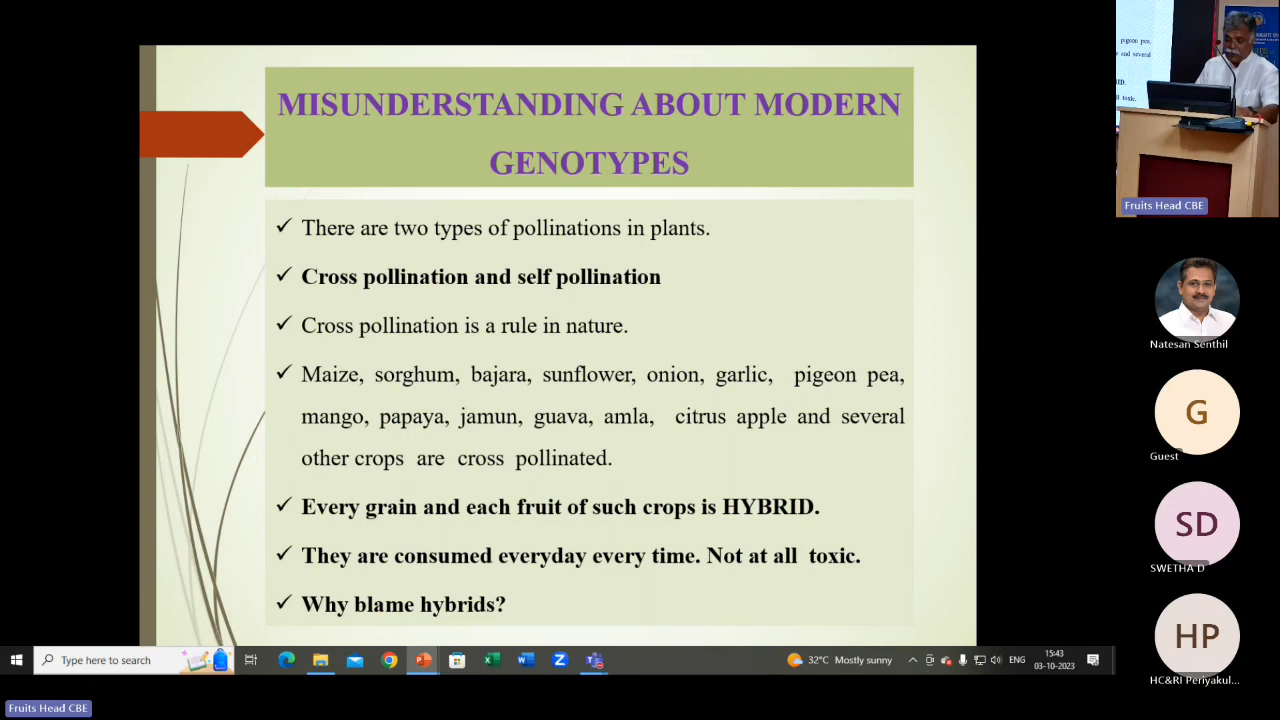 MISUNDERSTANDING ABOUT MODERN
GENOTYPES
There are two types of pollinations in plants.
Cross pollination and self pollination
Cross pollination is a rule in nature.
Maize, sorghum, bajara, sunflower, onion, garlic, pigeon pea,
mango, papaya, jamun, guava, amla, citrus apple and several
other crops are cross pollinated.
Every grain and each fruit of such crops is HYBRID.
They are consumed everyday every time. Not at all toxic.
Why blame hybrids?
Type here to search
32°C Mostly sunny
ENG
15:43
03-10-2023
Fruits Head CBE
pigeon pea,
several
toxic.
Fruits Head CBE
Natesan Senthil
G
Guest
SD
SWETHA D
HP
HC&RI Periyakul...